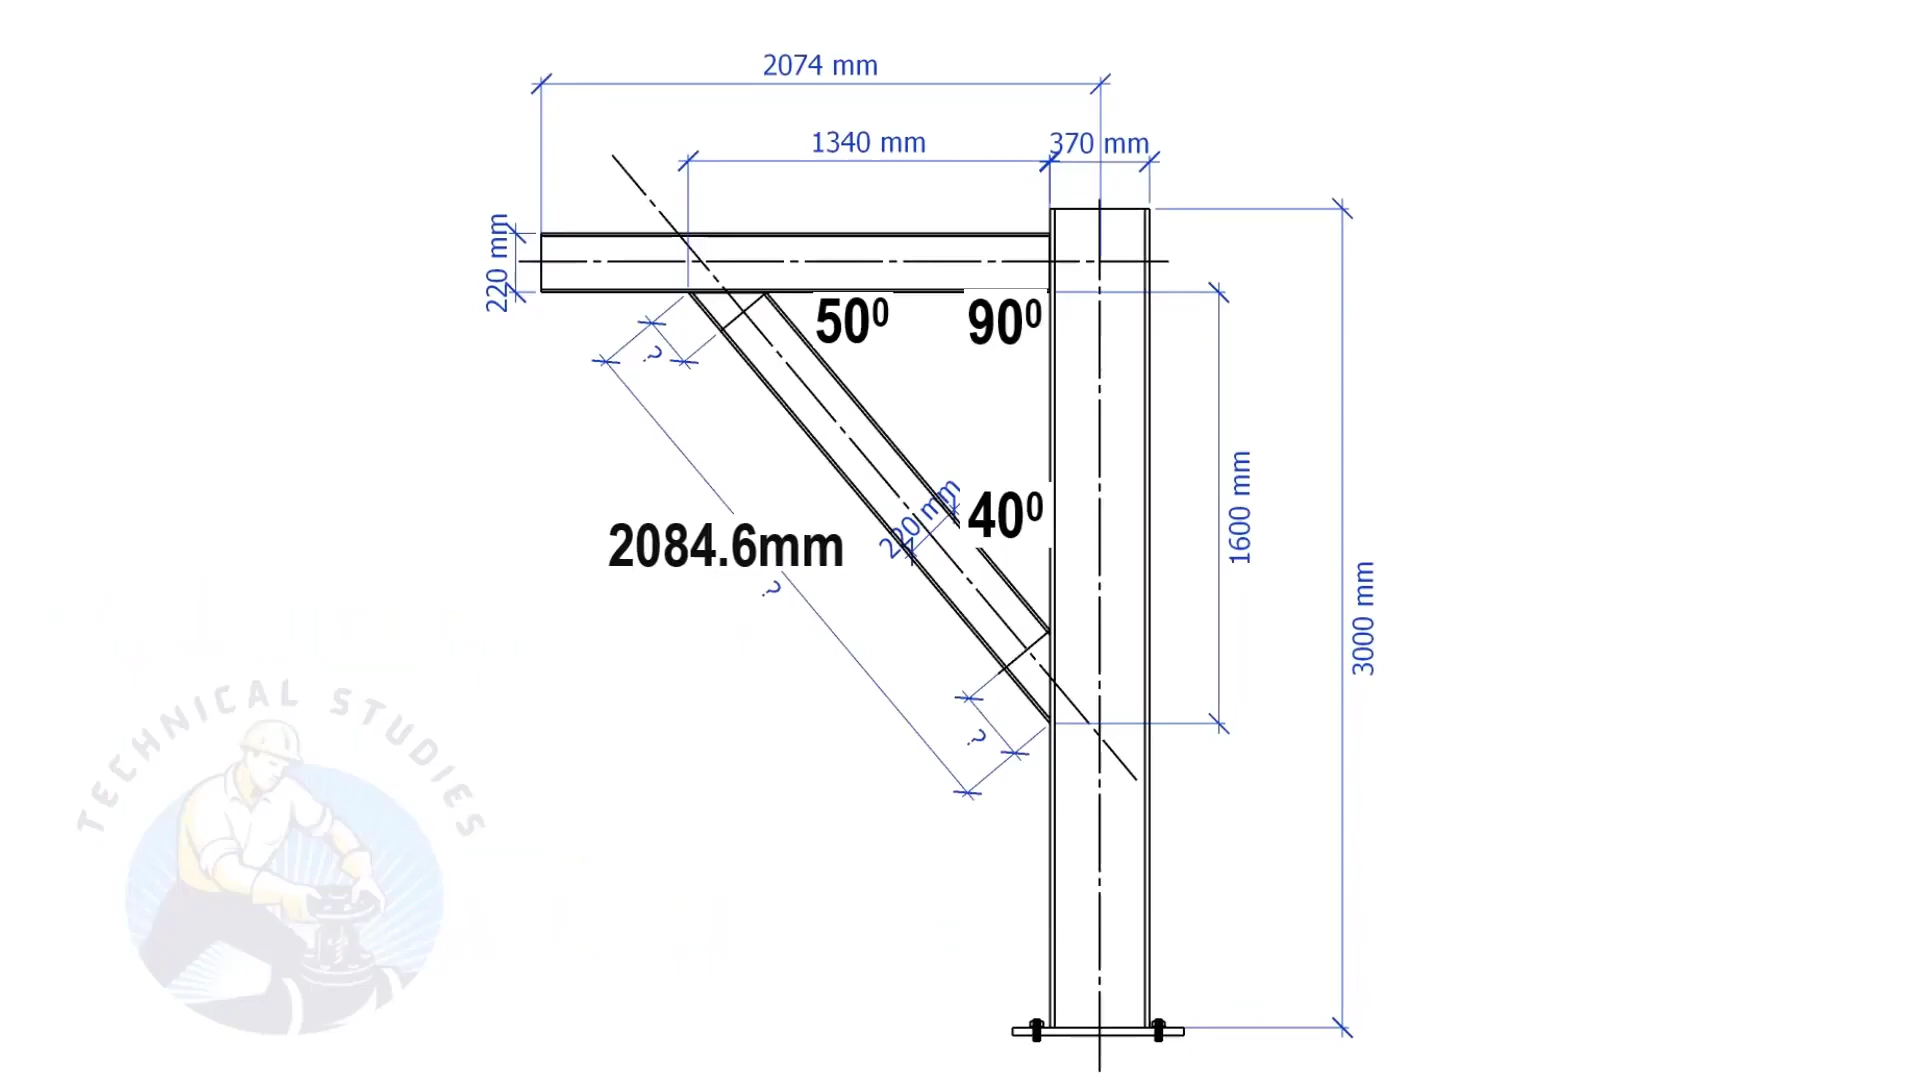 2074 mm
1340 mm
370 mm
220 mm
50⁰
90⁰
?
220 mm
40⁰
1600 mm
2084.6mm
?
3000 mm
?
TECHNICAL STUDIES